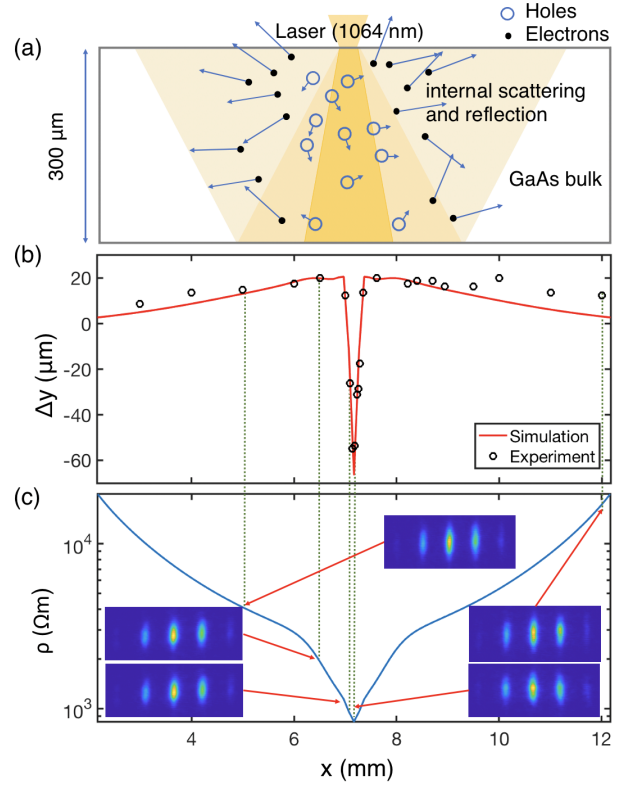 Laser (1064 nm)
Holes
Electrons
(a)
300 μm
internal scattering
and reflection
GaAs bulk
(b)
20
0
-20
-40
-60
Δy (μm)
Simulation
Experiment
(c)
10⁴
10³
ρ (Ωm)
4
6
8
10
12
x (mm)